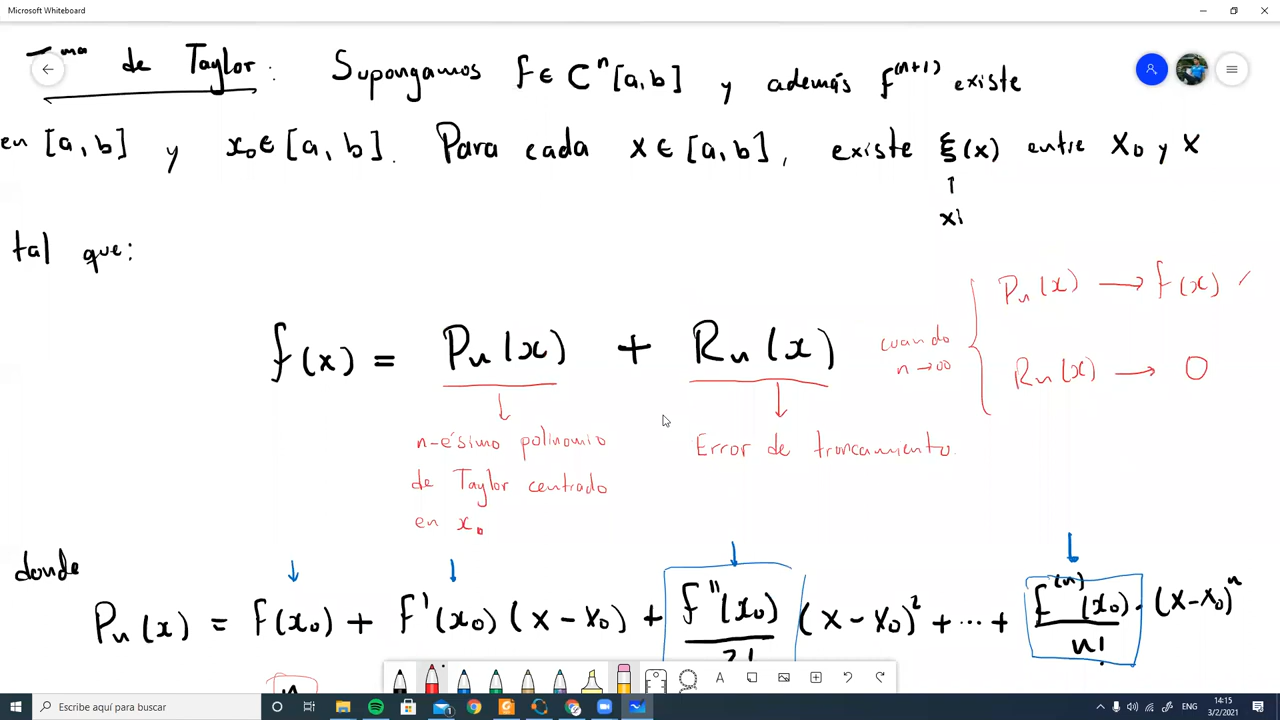 Microsoft Whiteboard
de Taylor: Supongamos f ∈ Cⁿ[a,b] y además f⁽ⁿ⁺¹⁾ existe
en [a,b] y x₀ ∈ [a,b]. Para cada x ∈ [a,b], existe ξ(x) entre x₀ y x
↑
xi
tal que:
f(x) = Pₙ(x) + Rₙ(x)
cuando
n→∞
Pₙ(x) → f(x)
Rₙ(x) → 0
n-ésimo polinomio
de Taylor centrado
en x₀
Error de truncamiento.
donde
Pₙ(x) = f(x₀) + f'(x₀)(x-x₀) + f''(x₀)/2! (x-x₀)² + ... + f⁽ⁿ⁾(x₀)/n! · (x-x₀)ⁿ
n
Escribe aquí para buscar
ENG
14:15
3/2/2021